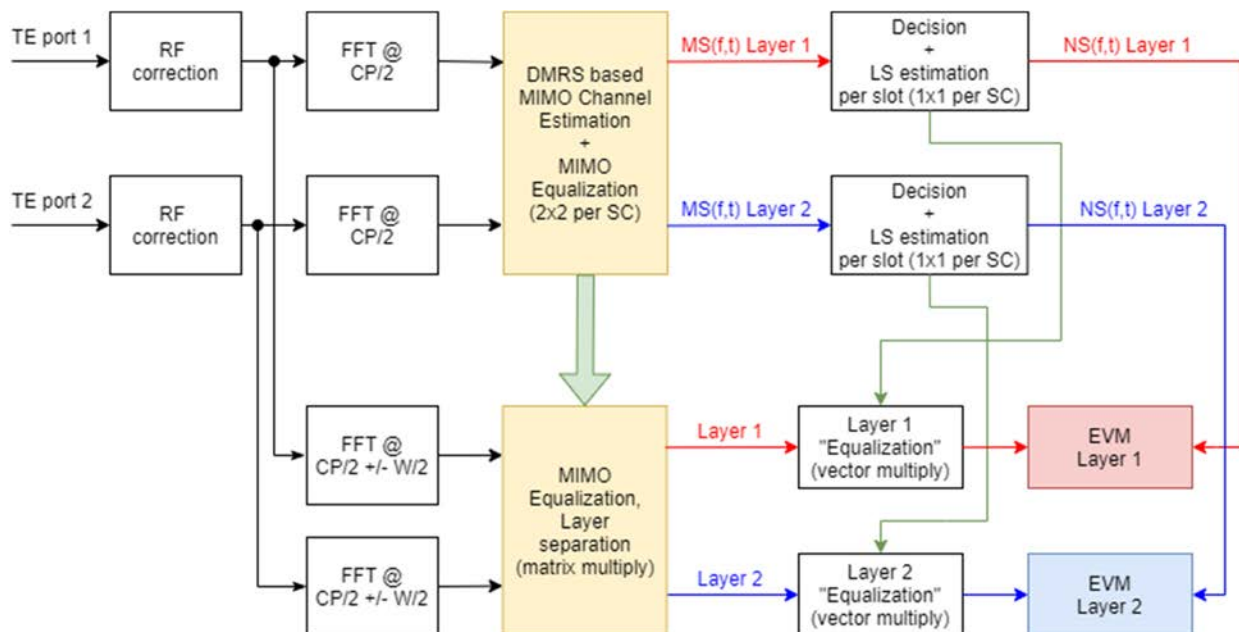 TE port 1
RF
correction
FFT @
CP/2
DMRS based
MIMO Channel
Estimation
+
MIMO
Equalization
(2x2 per SC)
MS(f,t) Layer 1
Decision
+
LS estimation
per slot (1x1 per SC)
NS(f,t) Layer 1
TE port 2
RF
correction
FFT @
CP/2
MS(f,t) Layer 2
Decision
+
LS estimation
per slot (1x1 per SC)
NS(f,t) Layer 2
FFT @
CP/2 +/- W/2
MIMO
Equalization,
Layer
separation
(matrix multiply)
Layer 1
Layer 1
"Equalization"
(vector multiply)
EVM
Layer 1
FFT @
CP/2 +/- W/2
Layer 2
Layer 2
"Equalization"
(vector multiply)
EVM
Layer 2